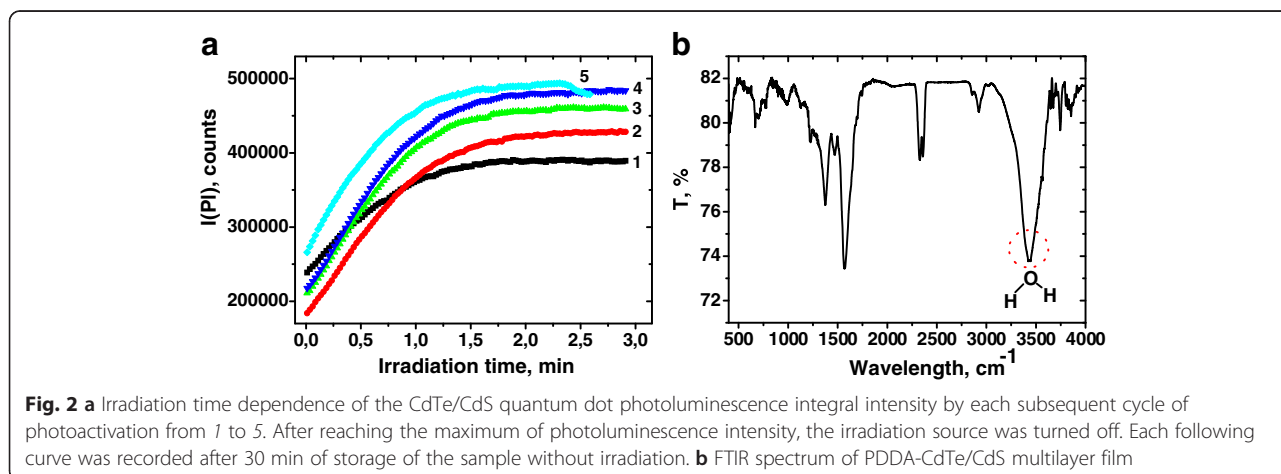 a
I(Pl), counts
500000
400000
300000
200000
5
4
3
2
1
0,0 0,5 1,0 1,5 2,0 2,5 3,0
Irradiation time, min
b
T, %
82
80
78
76
74
72
O
H H
500 1000 1500 2000 2500 3000 3500 4000
Wavelength, cm-1
Fig. 2 a Irradiation time dependence of the CdTe/CdS quantum dot photoluminescence integral intensity by each subsequent cycle of
photoactivation from 1 to 5. After reaching the maximum of photoluminescence intensity, the irradiation source was turned off. Each following
curve was recorded after 30 min of storage of the sample without irradiation. b FTIR spectrum of PDDA-CdTe/CdS multilayer film